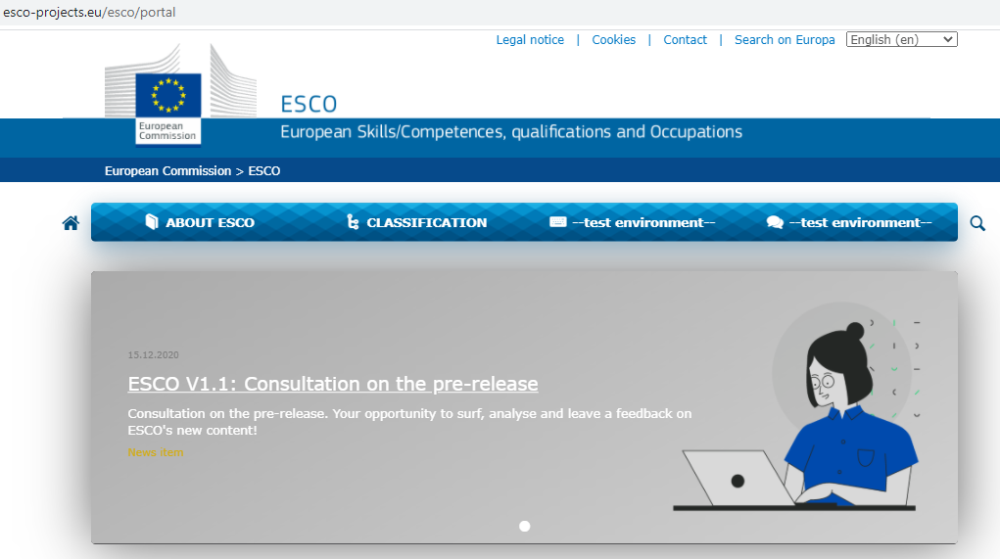 esco-projects.eu/esco/portal
Legal notice | Cookies | Contact | Search on Europa English (en)
ESCO
European Skills/Competences, qualifications and Occupations
European
Commission
European Commission > ESCO
ABOUT ESCO CLASSIFICATION --test environment-- --test environment--
15.12.2020
ESCO V1.1: Consultation on the pre-release
Consultation on the pre-release. Your opportunity to surf, analyse and leave a feedback on
ESCO's new content!
News item